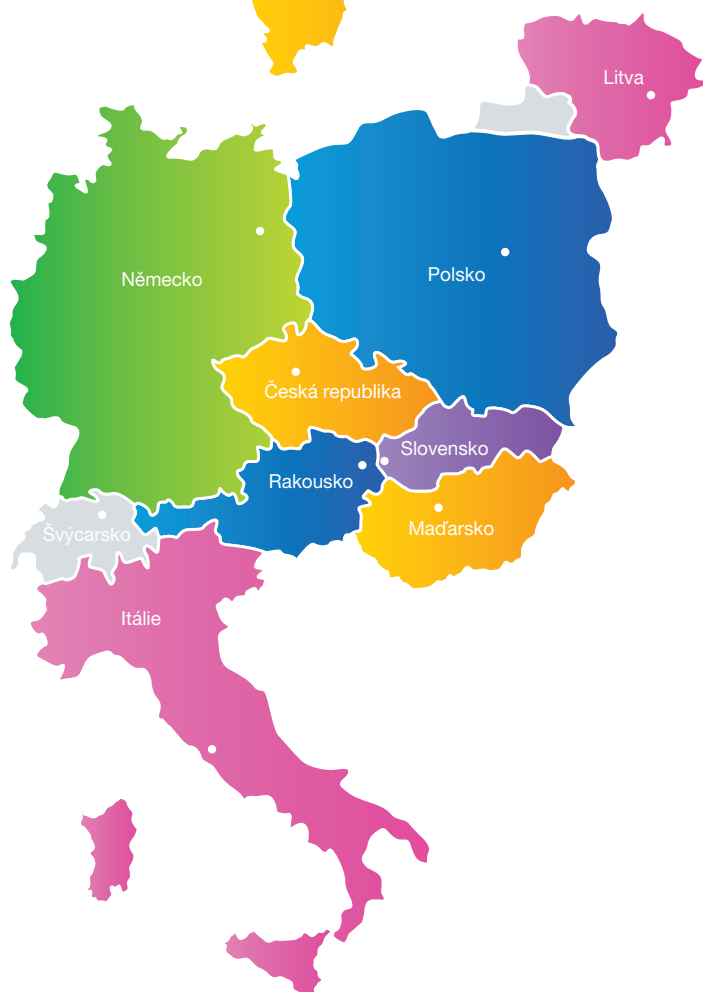 Litva
Německo
Polsko
Česká republika
Slovensko
Rakousko
Maďarsko
Švýcarsko
Itálie